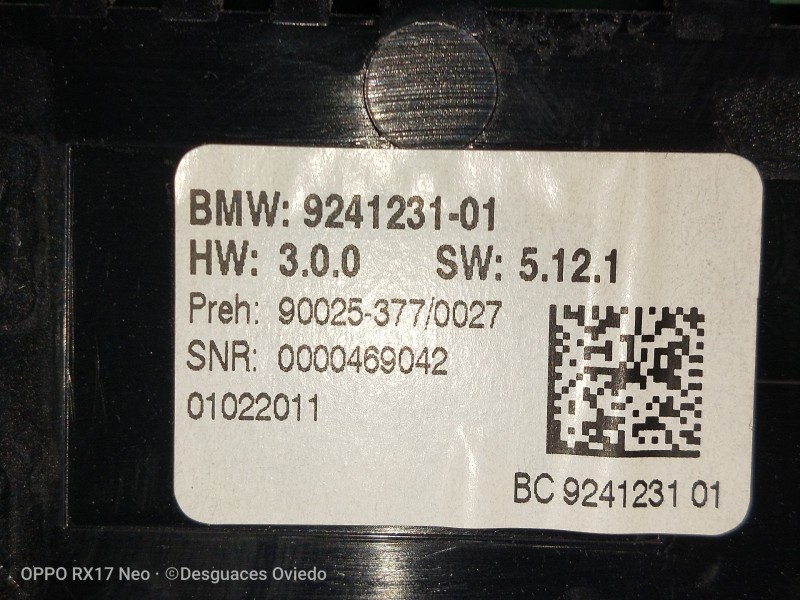 BMW: 9241231-01
HW: 3.0.0 SW: 5.12.1
Preh: 90025-377/0027
SNR: 0000469042
01022011
BC 9241231 01
OPPO RX17 Neo · ©Desguaces Oviedo